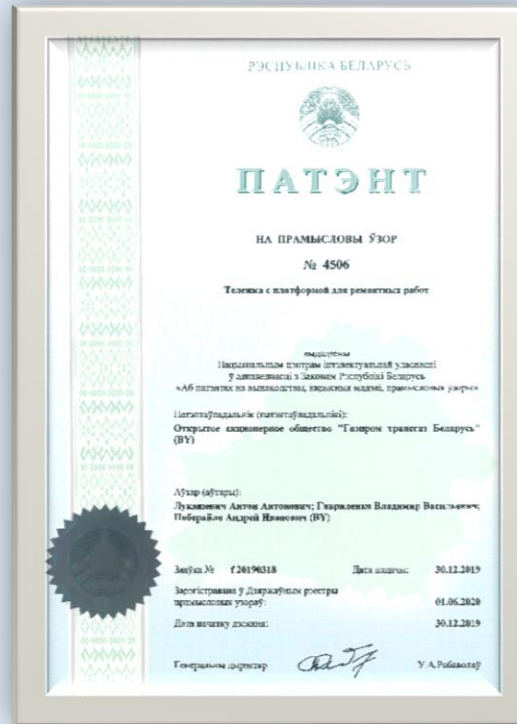 РЭСПУБЛІКА БЕЛАРУСЬ
ПАТЭНТ
НА ПРАМЫСЛОВЫ ЎЗОР
№ 4506
Тележка с платформой для ремонтных работ
выдадзены
Нацыянальным цэнтрам інтэлектуальнай уласнасці
ў адпаведнасці з Законам Рэспублікі Беларусь
«Аб патэнтах на вынаходствы, карысныя мадэлі, прамысловыя ўзоры»
Патэнтаўладальнік (патэнтаўладальнікі):
Открытое акционерное общество "Газпром трансгаз Беларусь"
(BY)
Аўтар (аўтары):
Лукашевич Антон Антонович; Гавриленко Владимир Васильевич;
Андрей Иванович (BY)
Заяўка № f 20190318 Дата падачы: 30.12.2019
Зарэгістравана ў Дзяржаўным рэестры
прамысловых узораў: 01.06.2020
Дата пачатку дзеяння: 30.12.2019
Генеральны дырэктар У.А.Рабаволаў